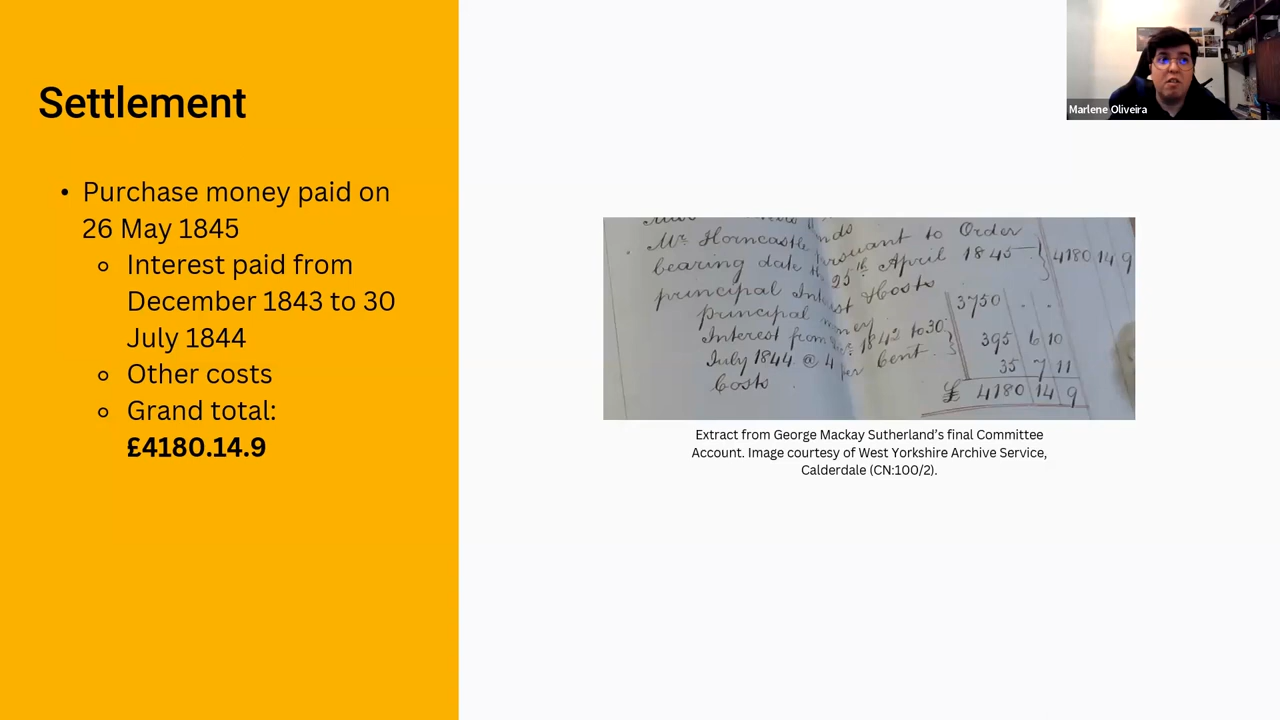 Settlement
• Purchase money paid on
26 May 1845
Interest paid from
December 1843 to 30
July 1844
Other costs
Grand total:
£4180.14.9
Marlene Oliveira
Mr Horncastle pursuant to Order
bearing date the 25th April 1845 } 4180 14 9
principal Interest & Costs
principal money 3750 . .
Interest from 1842 to 30
July 1844 @ 4 per Cent. } 395 6 10
Costs 35 7 11
£ 4180 14 9
Extract from George Mackay Sutherland’s final Committee
Account. Image courtesy of West Yorkshire Archive Service,
Calderdale (CN:100/2).